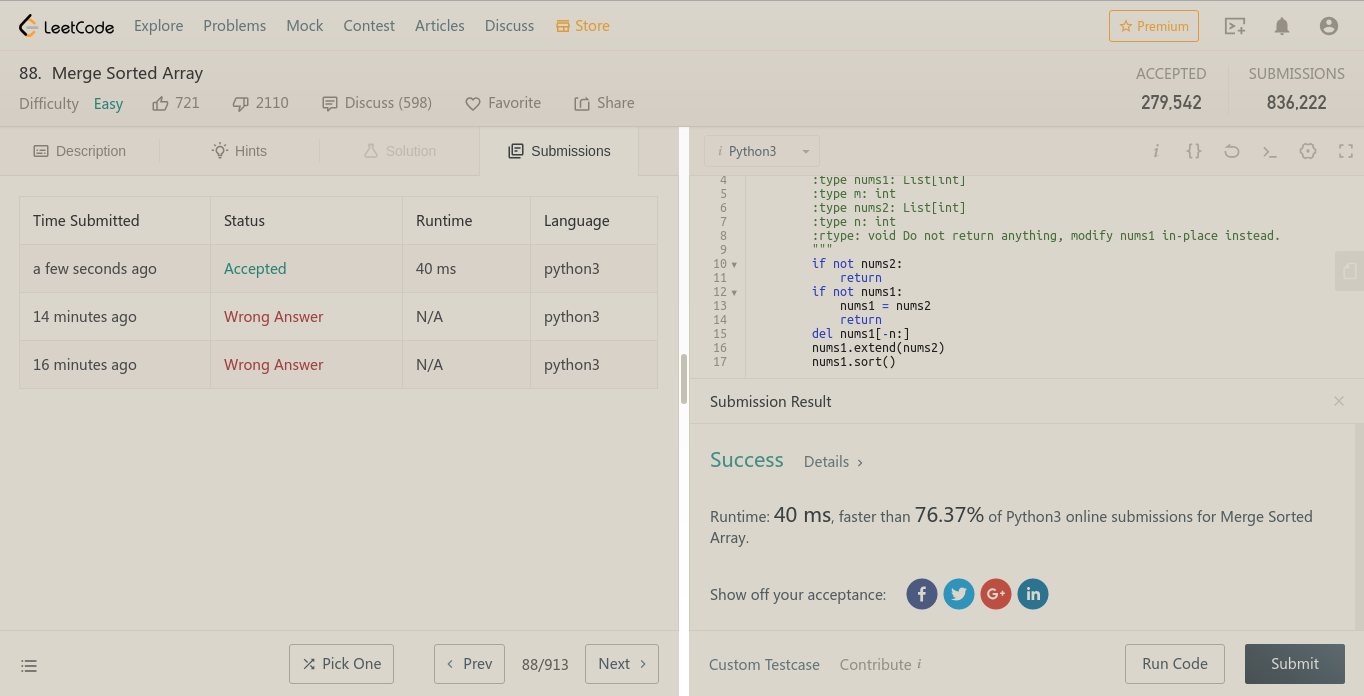 LeetCode Explore Problems Mock Contest Articles Discuss Store Premium
88. Merge Sorted Array
ACCEPTED SUBMISSIONS
Difficulty Easy 721 2110 Discuss (598) Favorite Share
279,542 836,222
Description Hints Solution Submissions
Time Submitted Status Runtime Language
a few seconds ago Accepted 40 ms python3
14 minutes ago Wrong Answer N/A python3
16 minutes ago Wrong Answer N/A python3
Pick One Prev 88/913 Next
i Python3
4 :type nums1: List[int]
5 :type m: int
6 :type nums2: List[int]
7 :type n: int
8 :rtype: void Do not return anything, modify nums1 in-place instead.
9 """
10 if not nums2:
11 return
12 if not nums1:
13 nums1 = nums2
14 return
15 del nums1[-n:]
16 nums1.extend(nums2)
17 nums1.sort()
Submission Result
Success Details ›
Runtime: 40 ms, faster than 76.37% of Python3 online submissions for Merge Sorted
Array.
Show off your acceptance: f G+ in
Custom Testcase Contribute i Run Code Submit